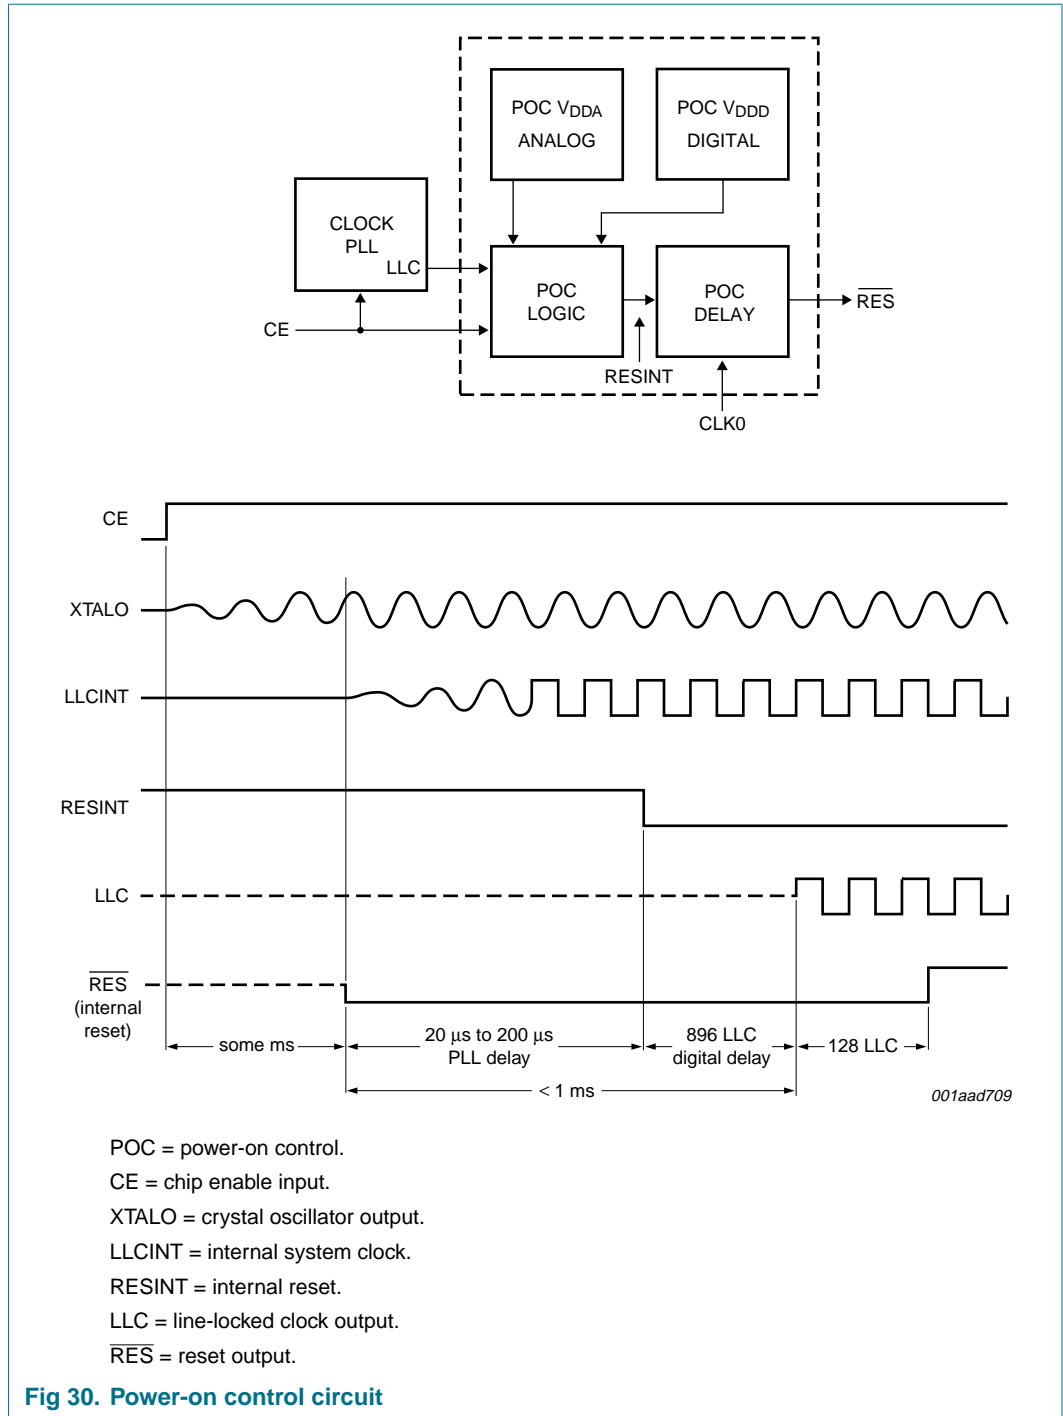 POC VDDA
ANALOG
POC VDDD
DIGITAL
CLOCK
PLL
LLC
POC
LOGIC
POC
DELAY
RES
CE
RESINT
CLK0
CE
XTALO
LLCINT
RESINT
LLC
RES
(internal
reset)
some ms
20 μs to 200 μs
PLL delay
896 LLC
digital delay
128 LLC
< 1 ms
001aad709
POC = power-on control.
CE = chip enable input.
XTALO = crystal oscillator output.
LLCINT = internal system clock.
RESINT = internal reset.
LLC = line-locked clock output.
RES = reset output.
Fig 30. Power-on control circuit